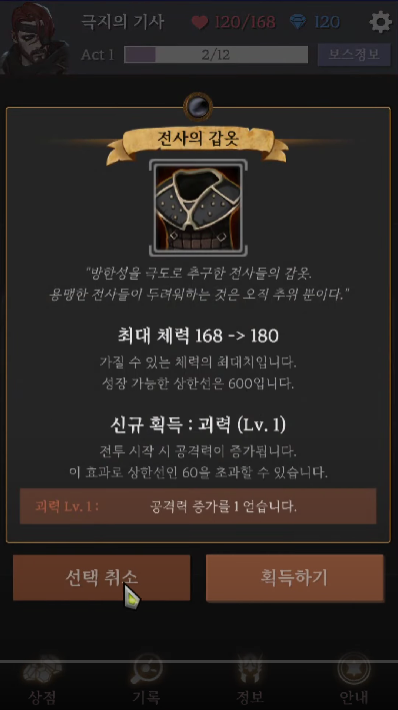 극지의 기사 120/168 120
Act 1 2/12 보스정보
전사의 갑옷
"방한성을 극도로 추구한 전사들의 갑옷.
용맹한 전사들이 두려워하는 것은 오직 추위 뿐이다."
최대 체력 168 -> 180
가질 수 있는 체력의 최대치입니다.
성장 가능한 상한선은 600입니다.
신규 획득 : 괴력 (Lv. 1)
전투 시작 시 공격력이 증가됩니다.
이 효과로 상한선인 60을 초과할 수 있습니다.
괴력 Lv. 1 : 공격력 증가를 1 얻습니다.
선택 취소 획득하기
상점 기록 정보 안내